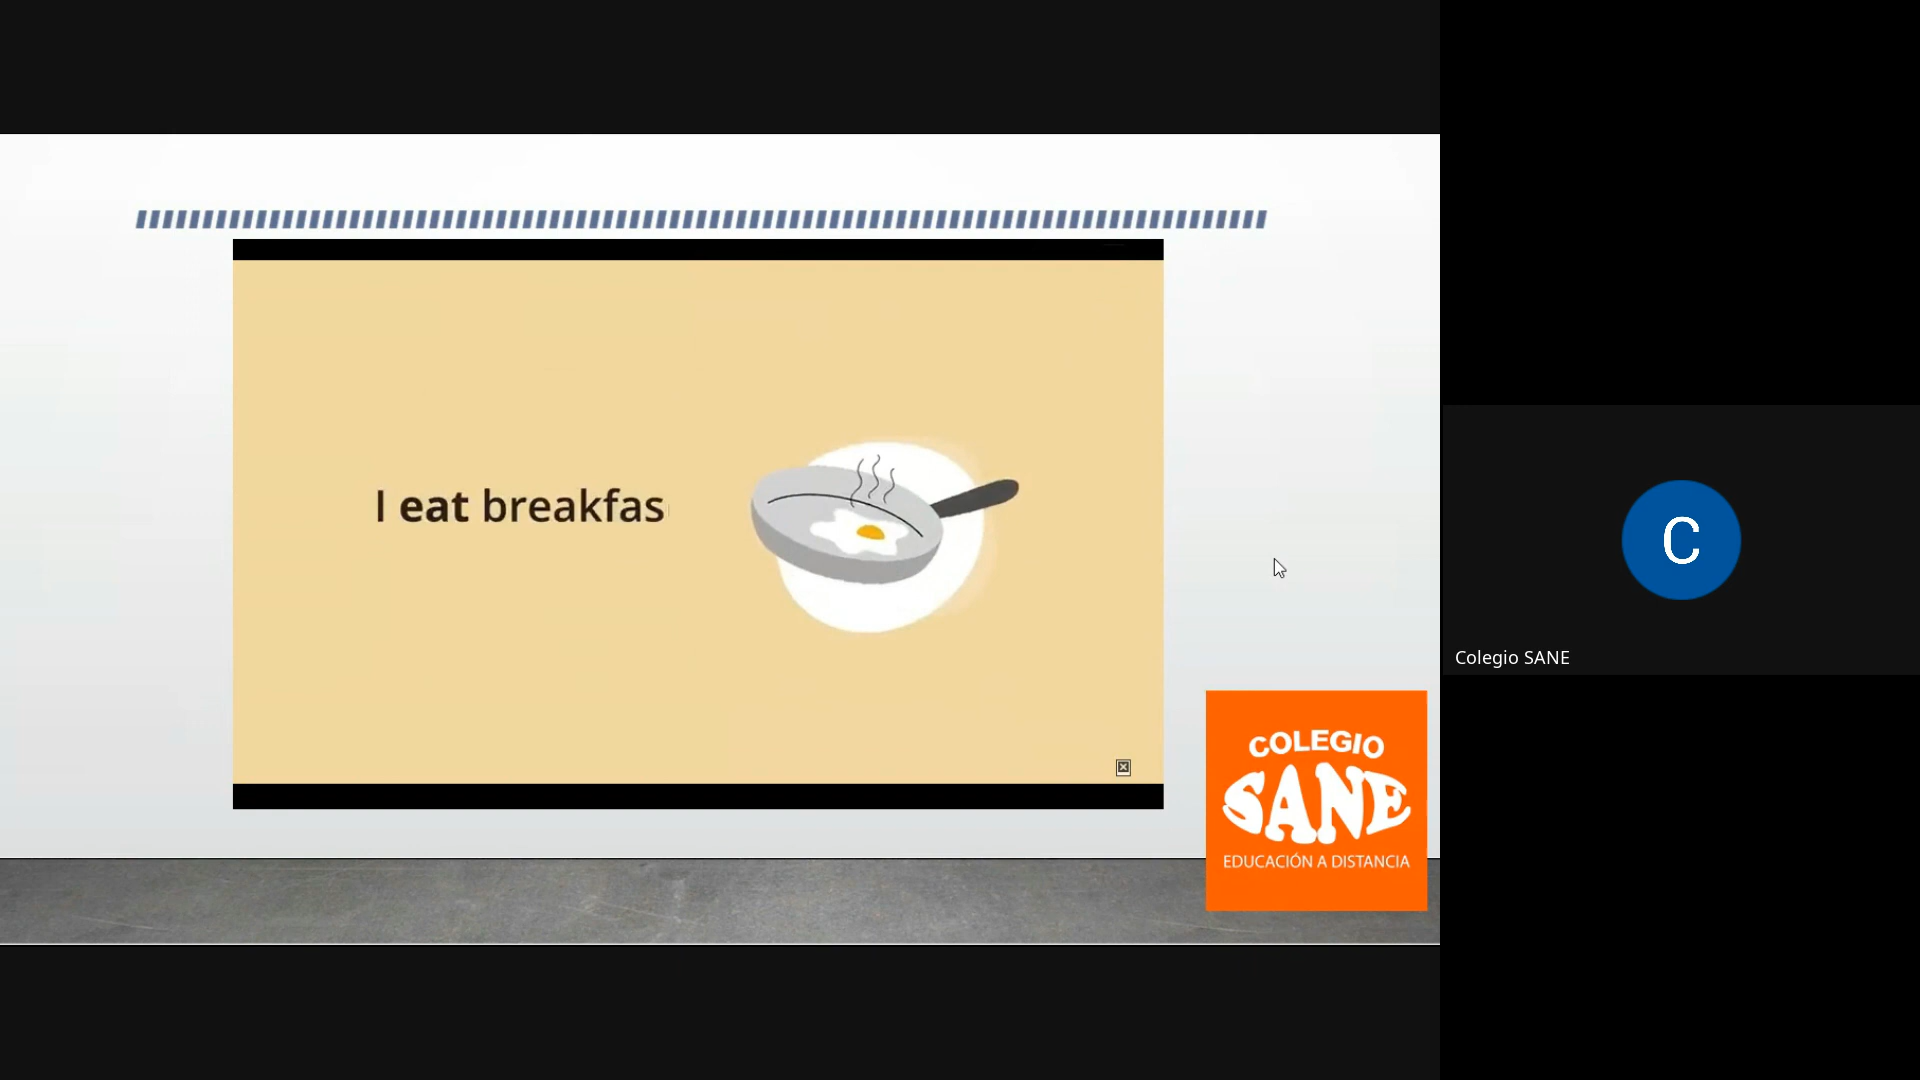 I eat breakfas
C
Colegio SANE
COLEGIO
SANE
EDUCACIÓN A DISTANCIA